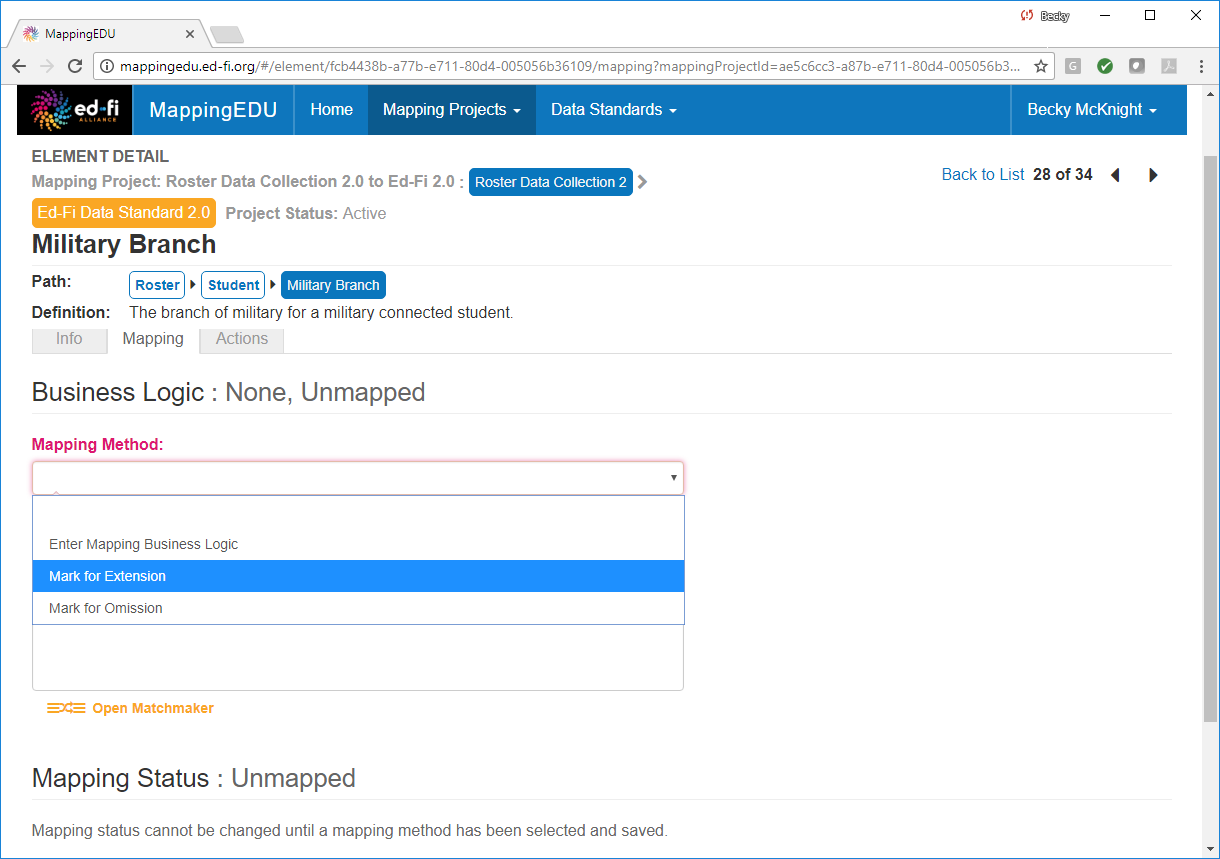 Becky
MappingEDU
mappingedu.ed-fi.org/#/element/fcb4438b-a77b-e711-80d4-005056b36109/mapping?mappingProjectId=ae5c6cc3-a87b-e711-80d4-005056b3...
G
ed-fi
ALLIANCE
MappingEDU
Home
Mapping Projects
Data Standards
Becky McKnight
ELEMENT DETAIL
Mapping Project: Roster Data Collection 2.0 to Ed-Fi 2.0 : Roster Data Collection 2
Back to List 28 of 34
Ed-Fi Data Standard 2.0 Project Status: Active
Military Branch
Path: Roster Student Military Branch
Definition: The branch of military for a military connected student.
Info Mapping Actions
Business Logic : None, Unmapped
Mapping Method:
Enter Mapping Business Logic
Mark for Extension
Mark for Omission
Open Matchmaker
Mapping Status : Unmapped
Mapping status cannot be changed until a mapping method has been selected and saved.